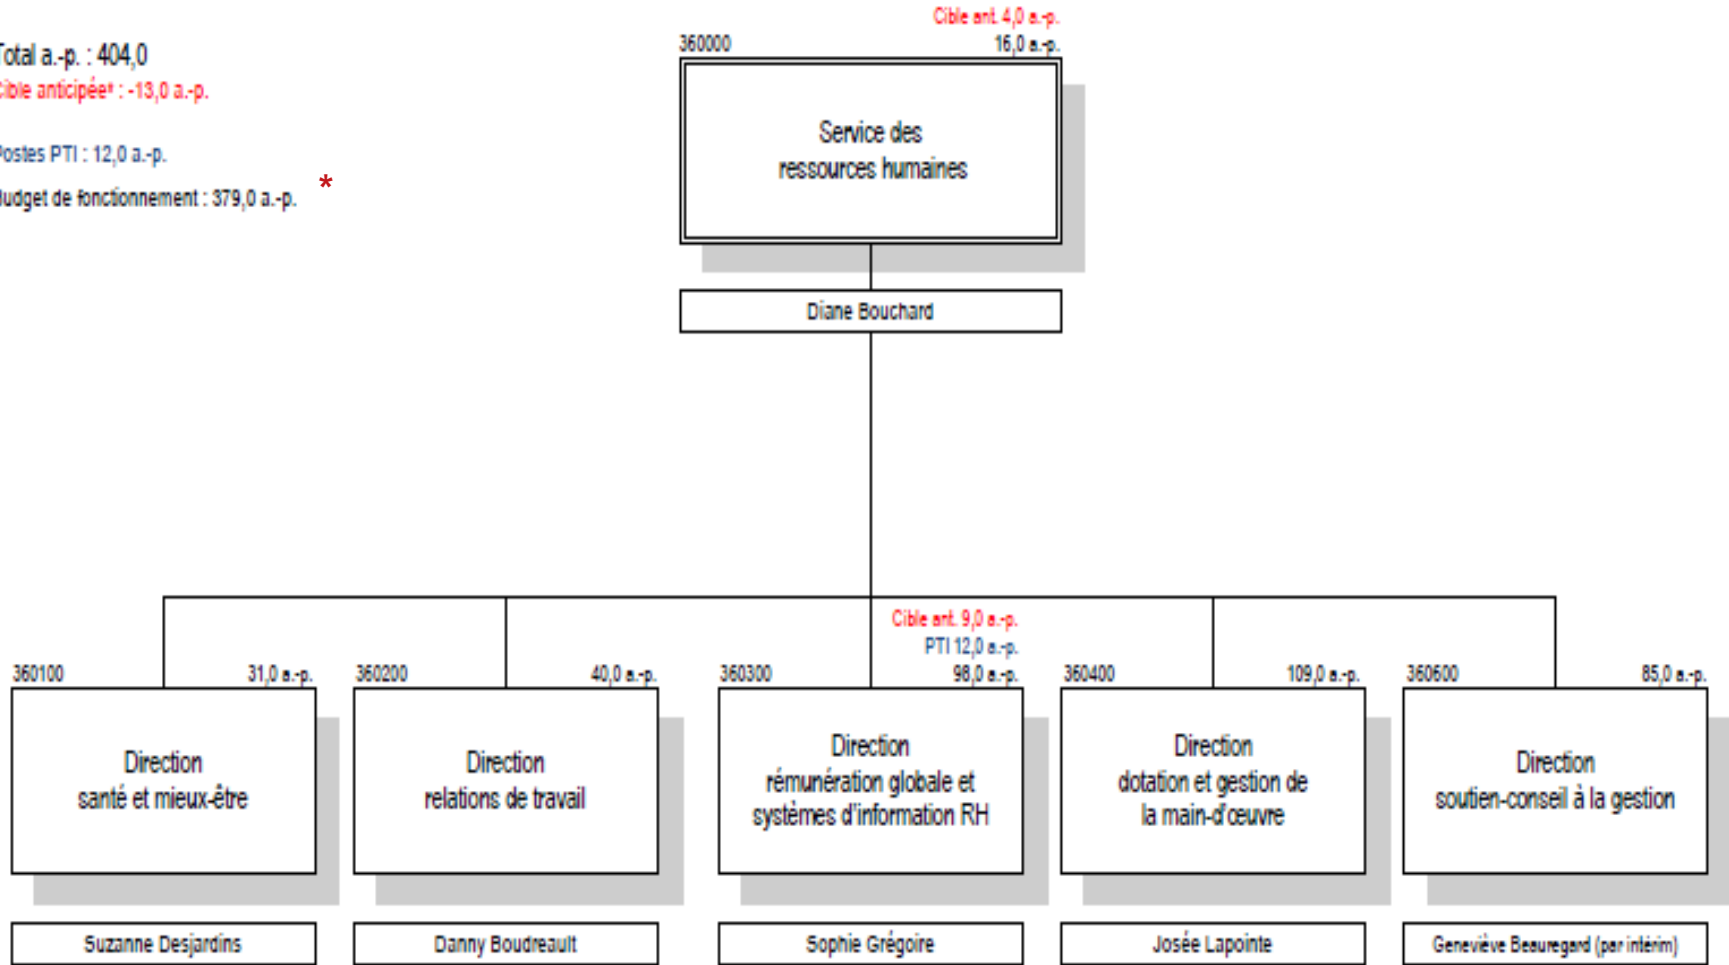 Total a.-p. : 404,0
Cible anticipée* : -13,0 a.-p.
Postes PTI : 12,0 a.-p.
Budget de fonctionnement : 379,0 a.-p. *
Cible ant. 4,0 a.-p.
360000 16,0 a.-p.
Service des
ressources humaines
Diane Bouchard
360100 31,0 a.-p.
Direction
santé et mieux-être
Suzanne Desjardins
360200 40,0 a.-p.
Direction
relations de travail
Danny Boudreault
Cible ant. 9,0 a.-p.
PTI 12,0 a.-p.
360300 98,0 a.-p.
Direction
rémunération globale et
systèmes d'information RH
Sophie Grégoire
360400 109,0 a.-p.
Direction
dotation et gestion de
la main-d'œuvre
Josée Lapointe
360600 85,0 a.-p.
Direction
soutien-conseil à la gestion
Geneviève Beauregard (par intérim)